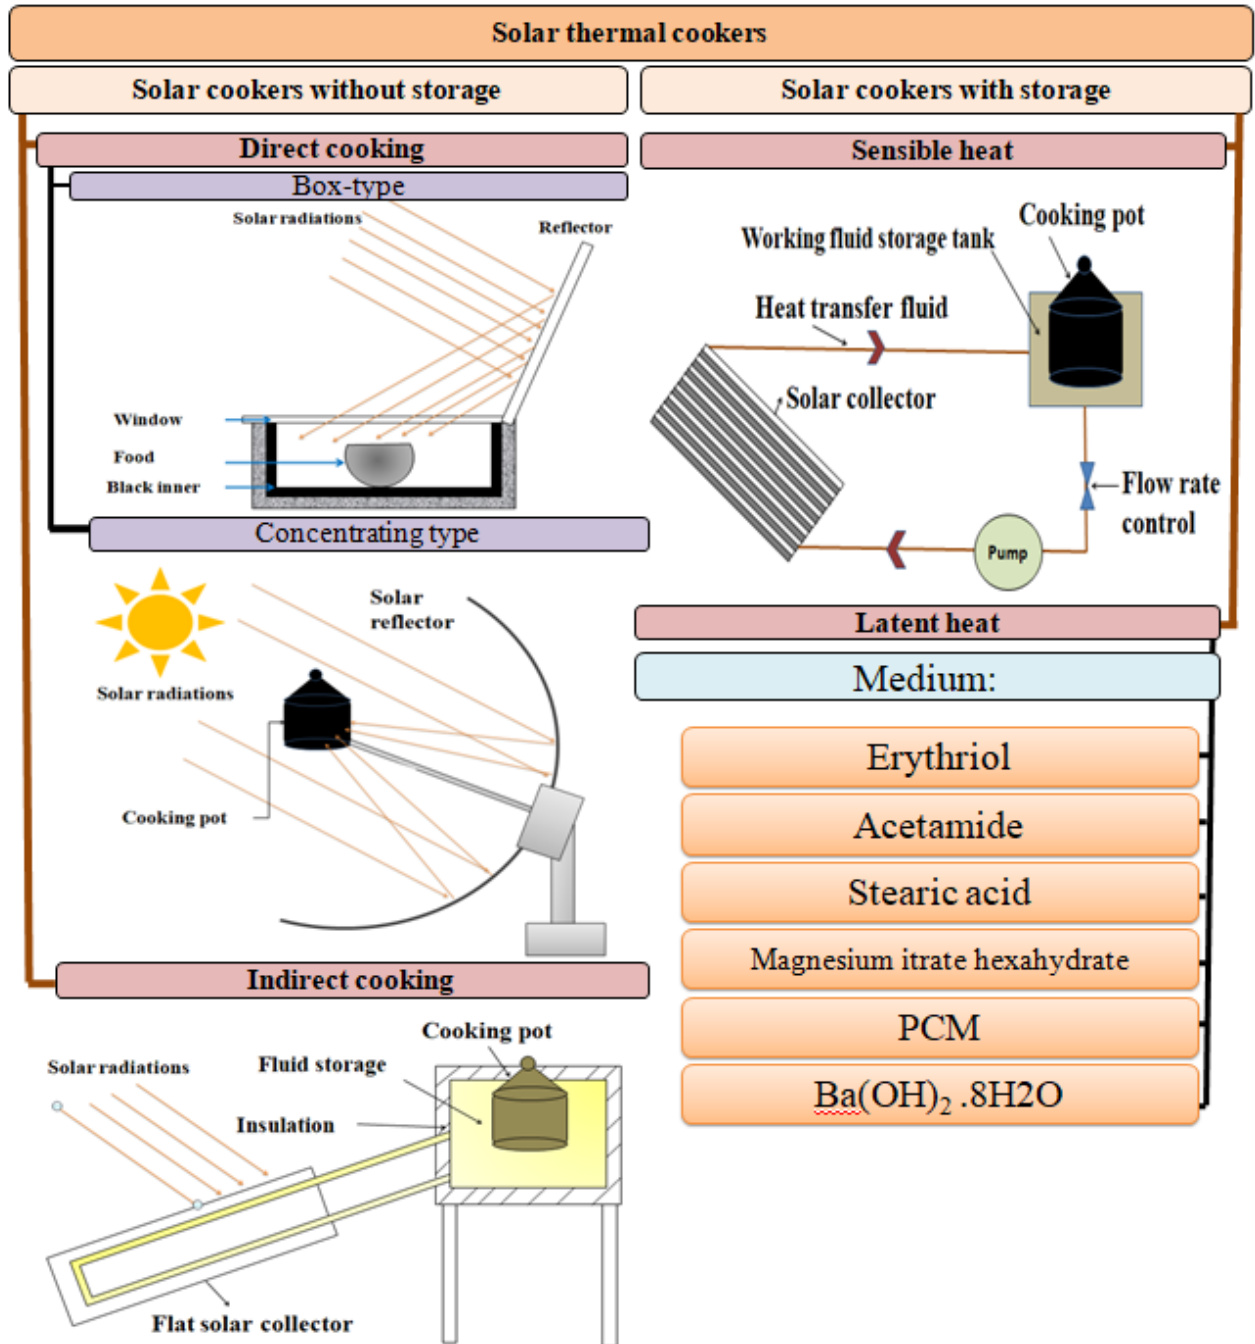 Solar thermal cookers
Solar cookers without storage
Direct cooking
Box-type
Solar radiations
Reflector
Window
Food
Black inner
Concentrating type
Solar
reflector
Solar radiations
Cooking pot
Indirect cooking
Cooking pot
Solar radiations
Fluid storage
Insulation
Flat solar collector
Solar cookers with storage
Sensible heat
Cooking pot
Working fluid storage tank
Heat transfer fluid
Solar collector
Flow rate
control
Pump
Latent heat
Medium:
Erythriol
Acetamide
Stearic acid
Magnesium itrate hexahydrate
PCM
Ba(OH)₂ .8H2O